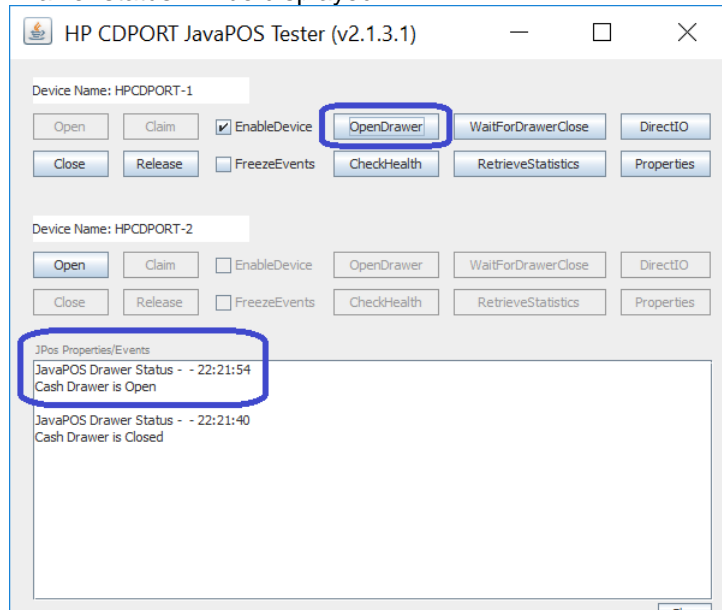 HP CDPORT JavaPOS Tester (v2.1.3.1)
Device Name: HPCDPORT-1
Open Claim EnableDevice OpenDrawer WaitForDrawerClose DirectIO
Close Release FreezeEvents CheckHealth RetrieveStatistics Properties
Device Name: HPCDPORT-2
Open Claim EnableDevice OpenDrawer WaitForDrawerClose DirectIO
Close Release FreezeEvents CheckHealth RetrieveStatistics Properties
JPos Properties/Events
JavaPOS Drawer Status - - 22:21:54
Cash Drawer is Open
JavaPOS Drawer Status - - 22:21:40
Cash Drawer is Closed